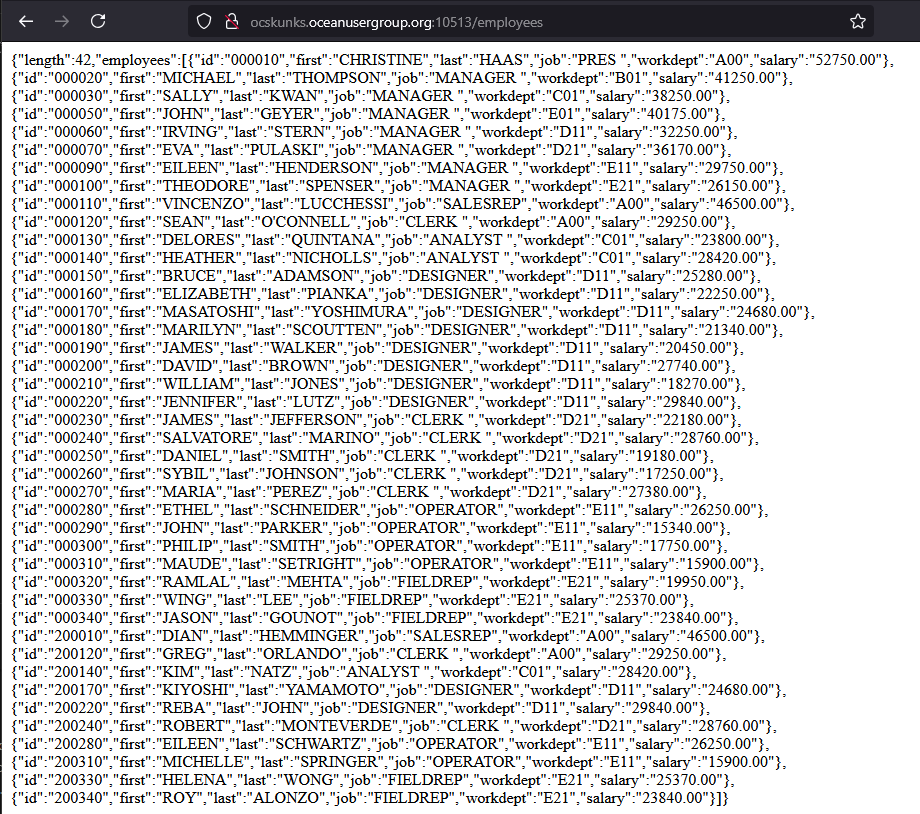 ocskunks.oceanusergroup.org:10513/employees
{"length":42,"employees":[{"id":"000010","first":"CHRISTINE","last":"HAAS","job":"PRES ","workdept":"A00","salary":"52750.00"},
{"id":"000020","first":"MICHAEL","last":"THOMPSON","job":"MANAGER ","workdept":"B01","salary":"41250.00"},
{"id":"000030","first":"SALLY","last":"KWAN","job":"MANAGER ","workdept":"C01","salary":"38250.00"},
{"id":"000050","first":"JOHN","last":"GEYER","job":"MANAGER ","workdept":"E01","salary":"40175.00"},
{"id":"000060","first":"IRVING","last":"STERN","job":"MANAGER ","workdept":"D11","salary":"32250.00"},
{"id":"000070","first":"EVA","last":"PULASKI","job":"MANAGER ","workdept":"D21","salary":"36170.00"},
{"id":"000090","first":"EILEEN","last":"HENDERSON","job":"MANAGER ","workdept":"E11","salary":"29750.00"},
{"id":"000100","first":"THEODORE","last":"SPENSER","job":"MANAGER ","workdept":"E21","salary":"26150.00"},
{"id":"000110","first":"VINCENZO","last":"LUCCHESSI","job":"SALESREP","workdept":"A00","salary":"46500.00"},
{"id":"000120","first":"SEAN","last":"O'CONNELL","job":"CLERK ","workdept":"A00","salary":"29250.00"},
{"id":"000130","first":"DELORES","last":"QUINTANA","job":"ANALYST ","workdept":"C01","salary":"23800.00"},
{"id":"000140","first":"HEATHER","last":"NICHOLLS","job":"ANALYST ","workdept":"C01","salary":"28420.00"},
{"id":"000150","first":"BRUCE","last":"ADAMSON","job":"DESIGNER","workdept":"D11","salary":"25280.00"},
{"id":"000160","first":"ELIZABETH","last":"PIANKA","job":"DESIGNER","workdept":"D11","salary":"22250.00"},
{"id":"000170","first":"MASATOSHI","last":"YOSHIMURA","job":"DESIGNER","workdept":"D11","salary":"24680.00"},
{"id":"000180","first":"MARILYN","last":"SCOUTTEN","job":"DESIGNER","workdept":"D11","salary":"21340.00"},
{"id":"000190","first":"JAMES","last":"WALKER","job":"DESIGNER","workdept":"D11","salary":"20450.00"},
{"id":"000200","first":"DAVID","last":"BROWN","job":"DESIGNER","workdept":"D11","salary":"27740.00"},
{"id":"000210","first":"WILLIAM","last":"JONES","job":"DESIGNER","workdept":"D11","salary":"18270.00"},
{"id":"000220","first":"JENNIFER","last":"LUTZ","job":"DESIGNER","workdept":"D11","salary":"29840.00"},
{"id":"000230","first":"JAMES","last":"JEFFERSON","job":"CLERK ","workdept":"D21","salary":"22180.00"},
{"id":"000240","first":"SALVATORE","last":"MARINO","job":"CLERK ","workdept":"D21","salary":"28760.00"},
{"id":"000250","first":"DANIEL","last":"SMITH","job":"CLERK ","workdept":"D21","salary":"19180.00"},
{"id":"000260","first":"SYBIL","last":"JOHNSON","job":"CLERK ","workdept":"D21","salary":"17250.00"},
{"id":"000270","first":"MARIA","last":"PEREZ","job":"CLERK ","workdept":"D21","salary":"27380.00"},
{"id":"000280","first":"ETHEL","last":"SCHNEIDER","job":"OPERATOR","workdept":"E11","salary":"26250.00"},
{"id":"000290","first":"JOHN","last":"PARKER","job":"OPERATOR","workdept":"E11","salary":"15340.00"},
{"id":"000300","first":"PHILIP","last":"SMITH","job":"OPERATOR","workdept":"E11","salary":"17750.00"},
{"id":"000310","first":"MAUDE","last":"SETRIGHT","job":"OPERATOR","workdept":"E11","salary":"15900.00"},
{"id":"000320","first":"RAMLAL","last":"MEHTA","job":"FIELDREP","workdept":"E21","salary":"19950.00"},
{"id":"000330","first":"WING","last":"LEE","job":"FIELDREP","workdept":"E21","salary":"25370.00"},
{"id":"000340","first":"JASON","last":"GOUNOT","job":"FIELDREP","workdept":"E21","salary":"23840.00"},
{"id":"200010","first":"DIAN","last":"HEMMINGER","job":"SALESREP","workdept":"A00","salary":"46500.00"},
{"id":"200120","first":"GREG","last":"ORLANDO","job":"CLERK ","workdept":"A00","salary":"29250.00"},
{"id":"200140","first":"KIM","last":"NATZ","job":"ANALYST ","workdept":"C01","salary":"28420.00"},
{"id":"200170","first":"KIYOSHI","last":"YAMAMOTO","job":"DESIGNER","workdept":"D11","salary":"24680.00"},
{"id":"200220","first":"REBA","last":"JOHN","job":"DESIGNER","workdept":"D11","salary":"29840.00"},
{"id":"200240","first":"ROBERT","last":"MONTEVERDE","job":"CLERK ","workdept":"D21","salary":"28760.00"},
{"id":"200280","first":"EILEEN","last":"SCHWARTZ","job":"OPERATOR","workdept":"E11","salary":"26250.00"},
{"id":"200310","first":"MICHELLE","last":"SPRINGER","job":"OPERATOR","workdept":"E11","salary":"15900.00"},
{"id":"200330","first":"HELENA","last":"WONG","job":"FIELDREP","workdept":"E21","salary":"25370.00"},
{"id":"200340","first":"ROY","last":"ALONZO","job":"FIELDREP","workdept":"E21","salary":"23840.00"}]}